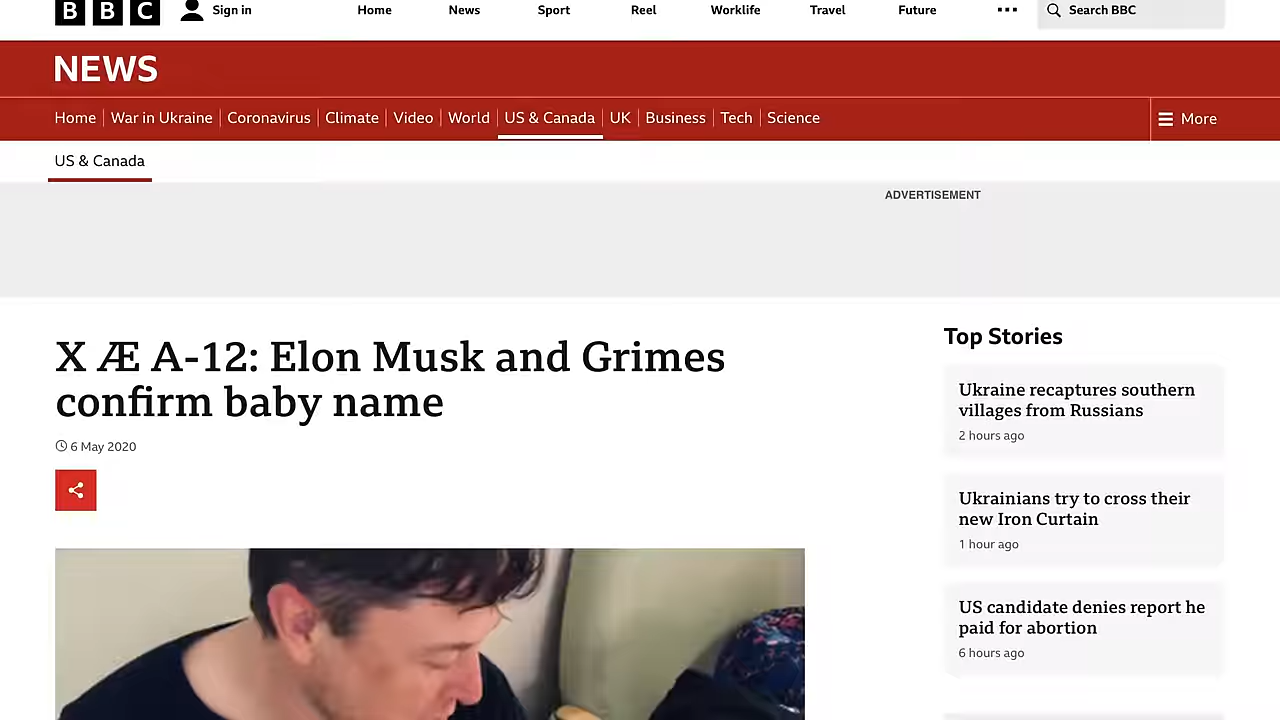 BBC Sign in Home News Sport Reel Worklife Travel Future ... Search BBC
NEWS
Home War in Ukraine Coronavirus Climate Video World US & Canada UK Business Tech Science More
US & Canada
ADVERTISEMENT
X Æ A-12: Elon Musk and Grimes
confirm baby name
6 May 2020
Top Stories
Ukraine recaptures southern
villages from Russians
2 hours ago
Ukrainians try to cross their
new Iron Curtain
1 hour ago
US candidate denies report he
paid for abortion
6 hours ago